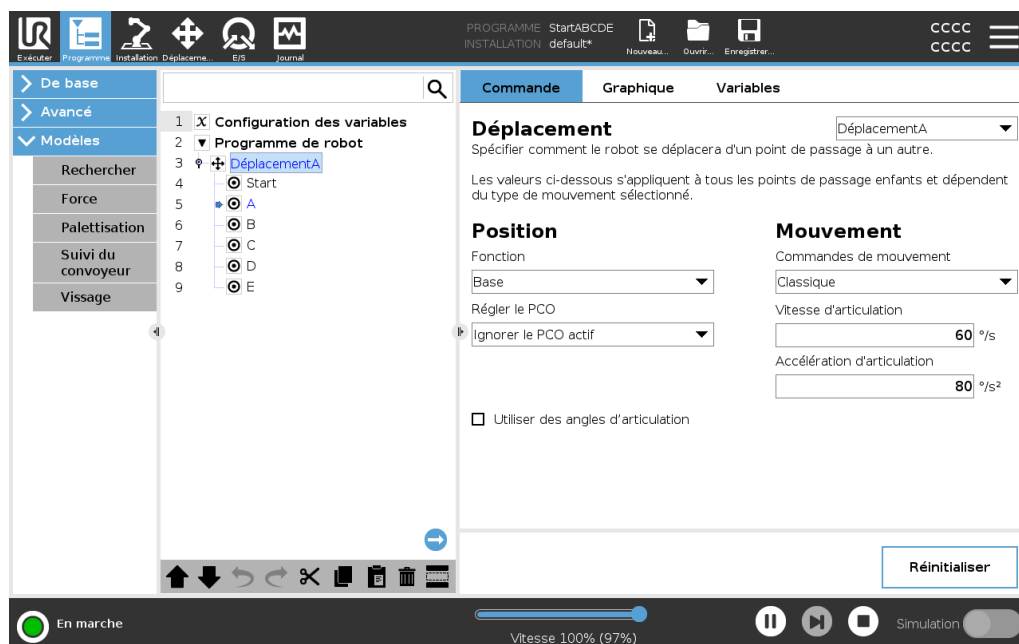 UR
PROGRAMME StartABCDE
INSTALLATION default*
cccc
cccc
Exécuter Programme Installation Déplaceme... E/S Journal
Nouveau... Ouvrir... Enregistrer...
De base
Avancé
Modèles
Rechercher
Force
Palettisation
Suivi du
convoyeur
Vissage
1 X Configuration des variables
2 Programme de robot
3 DéplacementA
4 Start
5 A
6 B
7 C
8 D
9 E
Commande Graphique Variables
Déplacement
DéplacementA
Spécifier comment le robot se déplacera d'un point de passage à un autre.
Les valeurs ci-dessous s'appliquent à tous les points de passage enfants et dépendent
du type de mouvement sélectionné.
Position
Fonction
Base
Régler le PCO
Ignorer le PCO actif
Utiliser des angles d'articulation
Mouvement
Commandes de mouvement
Classique
Vitesse d'articulation
60 °/s
Accélération d'articulation
80 °/s²
Réinitialiser
En marche
Vitesse 100% (97%)
Simulation